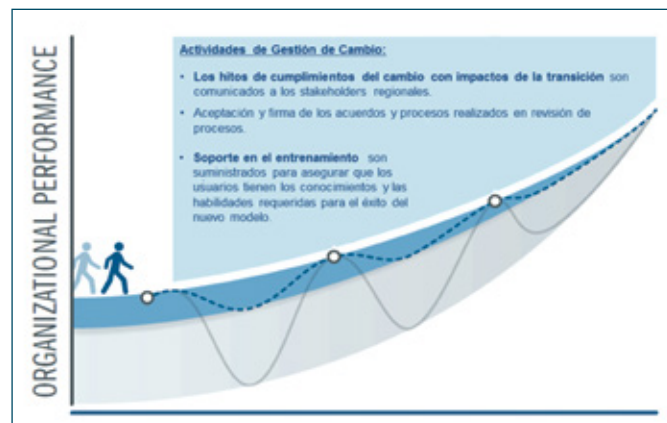 ORGANIZATIONAL PERFORMANCE
Actividades de Gestión de Cambio:
• Los hitos de cumplimientos del cambio con impactos de la transición son
comunicados a los stakeholders regionales.
• Aceptación y firma de los acuerdos y procesos realizados en revisión de
procesos.
• Soporte en el entrenamiento son
suministrados para asegurar que los
usuarios tienen los conocimientos y las
habilidades requeridas para el éxito del
nuevo modelo.